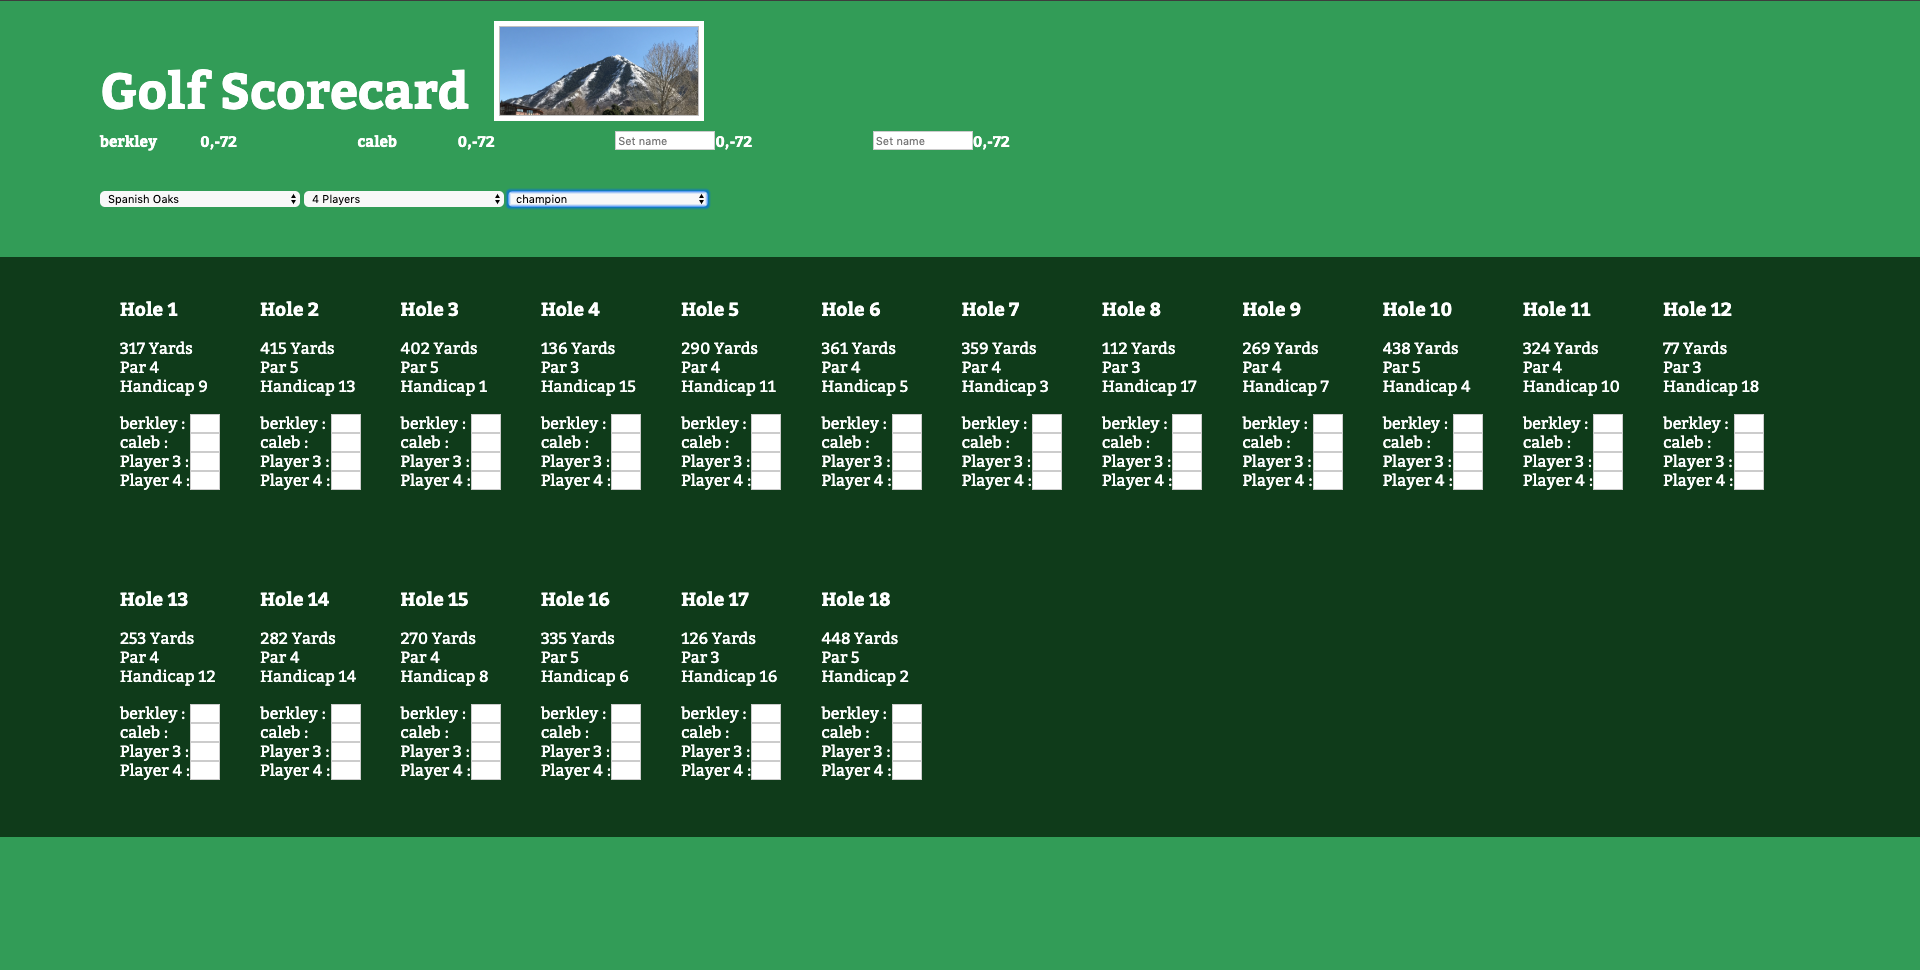 Golf Scorecard
berkley 0,-72 caleb 0,-72 Set name 0,-72 Set name 0,-72
Spanish Oaks 4 Players champion
Hole 1 Hole 2 Hole 3 Hole 4 Hole 5 Hole 6 Hole 7 Hole 8 Hole 9 Hole 10 Hole 11 Hole 12
317 Yards 415 Yards 402 Yards 136 Yards 290 Yards 361 Yards 359 Yards 112 Yards 269 Yards 438 Yards 324 Yards 77 Yards
Par 4 Par 5 Par 5 Par 3 Par 4 Par 4 Par 4 Par 3 Par 4 Par 5 Par 4 Par 3
Handicap 9 Handicap 13 Handicap 1 Handicap 15 Handicap 11 Handicap 5 Handicap 3 Handicap 17 Handicap 7 Handicap 4 Handicap 10 Handicap 18
berkley : berkley : berkley : berkley : berkley : berkley : berkley : berkley : berkley : berkley : berkley : berkley :
caleb : caleb : caleb : caleb : caleb : caleb : caleb : caleb : caleb : caleb : caleb : caleb :
Player 3 : Player 3 : Player 3 : Player 3 : Player 3 : Player 3 : Player 3 : Player 3 : Player 3 : Player 3 : Player 3 : Player 3 :
Player 4 : Player 4 : Player 4 : Player 4 : Player 4 : Player 4 : Player 4 : Player 4 : Player 4 : Player 4 : Player 4 : Player 4 :
Hole 13 Hole 14 Hole 15 Hole 16 Hole 17 Hole 18
253 Yards 282 Yards 270 Yards 335 Yards 126 Yards 448 Yards
Par 4 Par 4 Par 4 Par 5 Par 3 Par 5
Handicap 12 Handicap 14 Handicap 8 Handicap 6 Handicap 16 Handicap 2
berkley : berkley : berkley : berkley : berkley : berkley :
caleb : caleb : caleb : caleb : caleb : caleb :
Player 3 : Player 3 : Player 3 : Player 3 : Player 3 : Player 3 :
Player 4 : Player 4 : Player 4 : Player 4 : Player 4 : Player 4 :